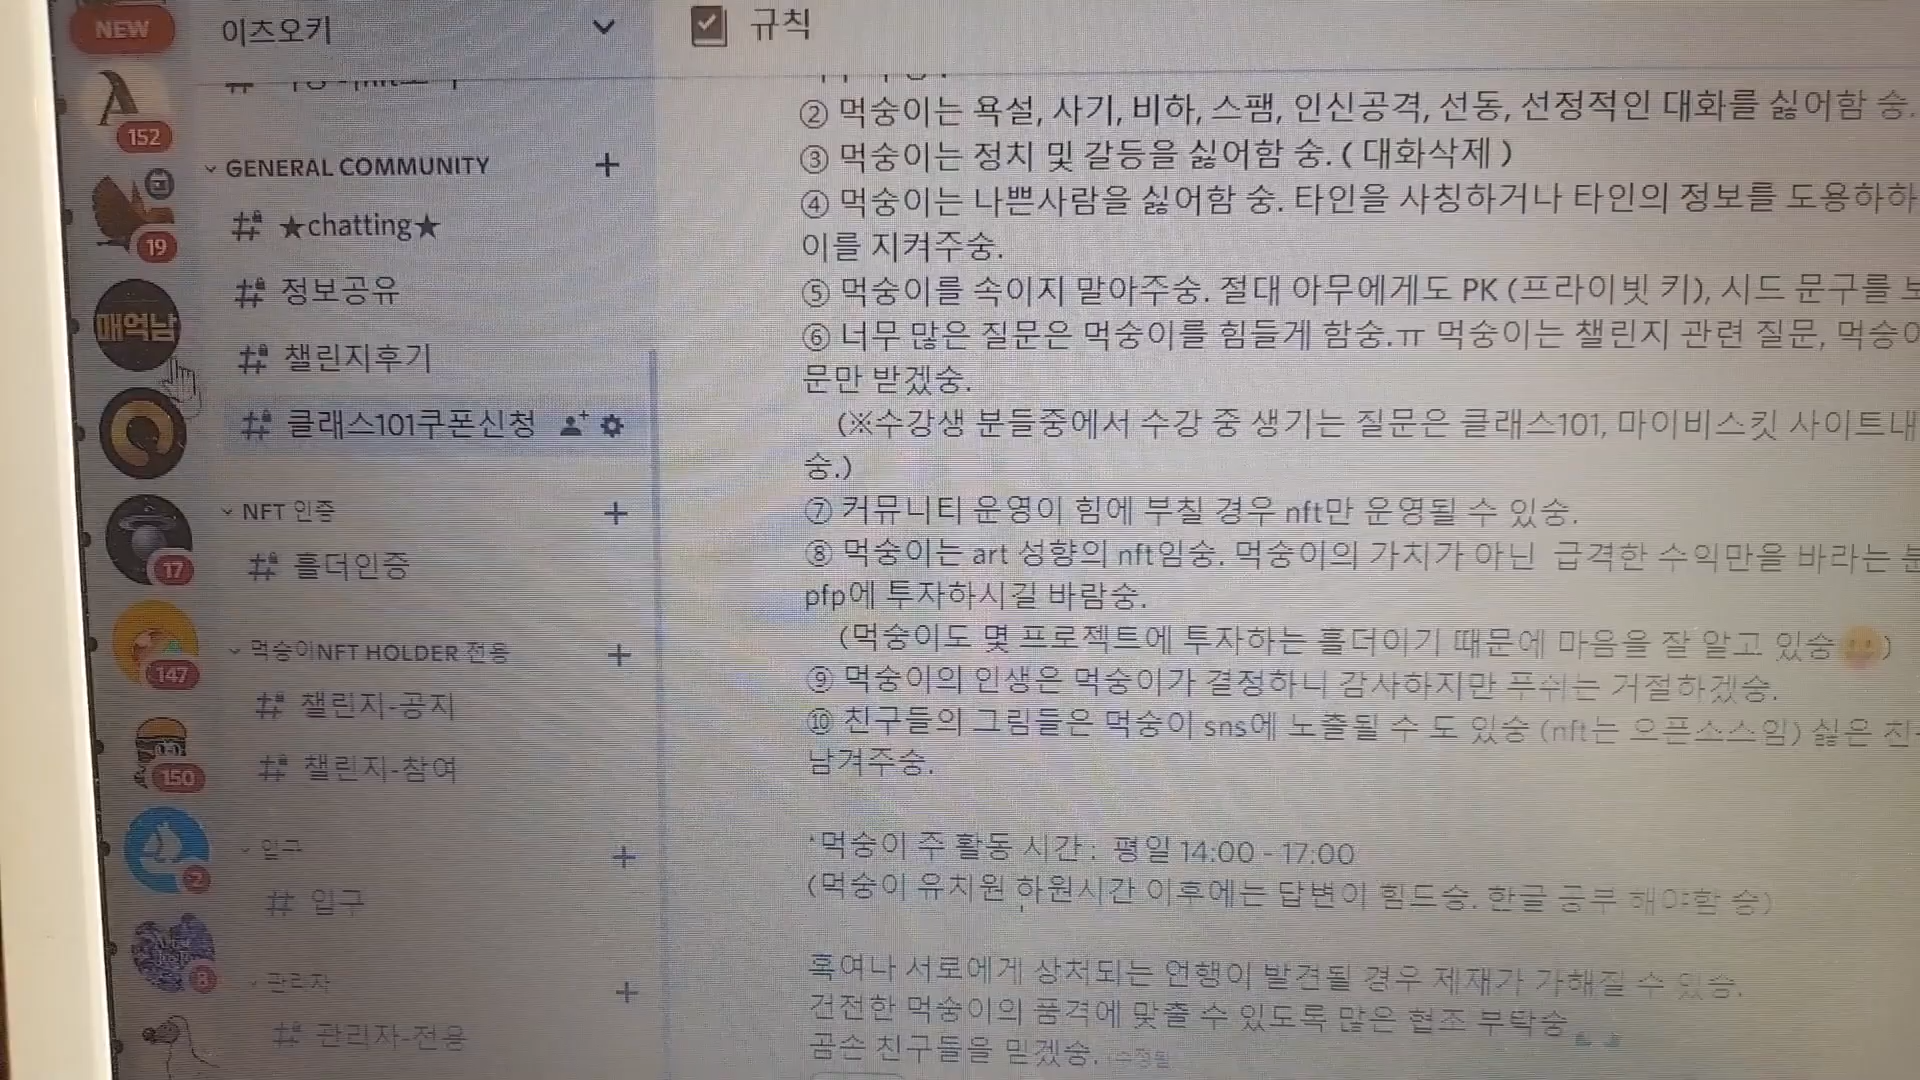 NEW
이츠오키
규칙
152
19
매억남
17
147
150
2
8
GENERAL COMMUNITY
★chatting★
정보공유
챌린지후기
클래스101쿠폰신청
NFT 인증
홀더인증
먹숭이NFT HOLDER 전용
챌린지-공지
챌린지-참여
입구
입구
관리자
관리자-전용
② 먹숭이는 욕설, 사기, 비하, 스팸, 인신공격, 선동, 선정적인 대화를 싫어함 숭.
③ 먹숭이는 정치 및 갈등을 싫어함 숭. ( 대화삭제 )
④ 먹숭이는 나쁜사람을 싫어함 숭. 타인을 사칭하거나 타인의 정보를 도용하하
이를 지켜주숭.
⑤ 먹숭이를 속이지 말아주숭. 절대 아무에게도 PK (프라이빗 키), 시드 문구를
⑥ 너무 많은 질문은 먹숭이를 힘들게 함숭.ㅠ 먹숭이는 챌린지 관련 질문, 먹숭이
문만 받겠숭.
(※수강생 분들중에서 수강 중 생기는 질문은 클래스101, 마이비스킷 사이트내
숭.)
⑦ 커뮤니티 운영이 힘에 부칠 경우 nft만 운영될 수 있숭.
⑧ 먹숭이는 art 성향의 nft임숭. 먹숭이의 가치가 아닌 급격한 수익만을 바라는
pfp에 투자하시길 바람숭.
(먹숭이도 몇 프로젝트에 투자하는 홀더이기 때문에 마음을 잘 알고 있숭 )
⑨ 먹숭이의 인생은 먹숭이가 결정하니 감사하지만 푸쉬는 거절하겠숭.
⑩ 친구들의 그림들은 먹숭이 sns에 노출될 수 도 있숭 (nft는 오픈소스임) 싫은 친
남겨주숭.
*먹숭이 주 활동 시간 : 평일 14:00 - 17:00
(먹숭이 유치원 하원시간 이후에는 답변이 힘드숭. 한글 공부 해야함 숭)
혹여나 서로에게 상처되는 언행이 발견될 경우 제재가 가해질 수 있숭.
건전한 먹숭이의 품격에 맞출 수 있도록 많은 협조 부탁숭
곰손 친구들을 믿겠숭. (수정됨)